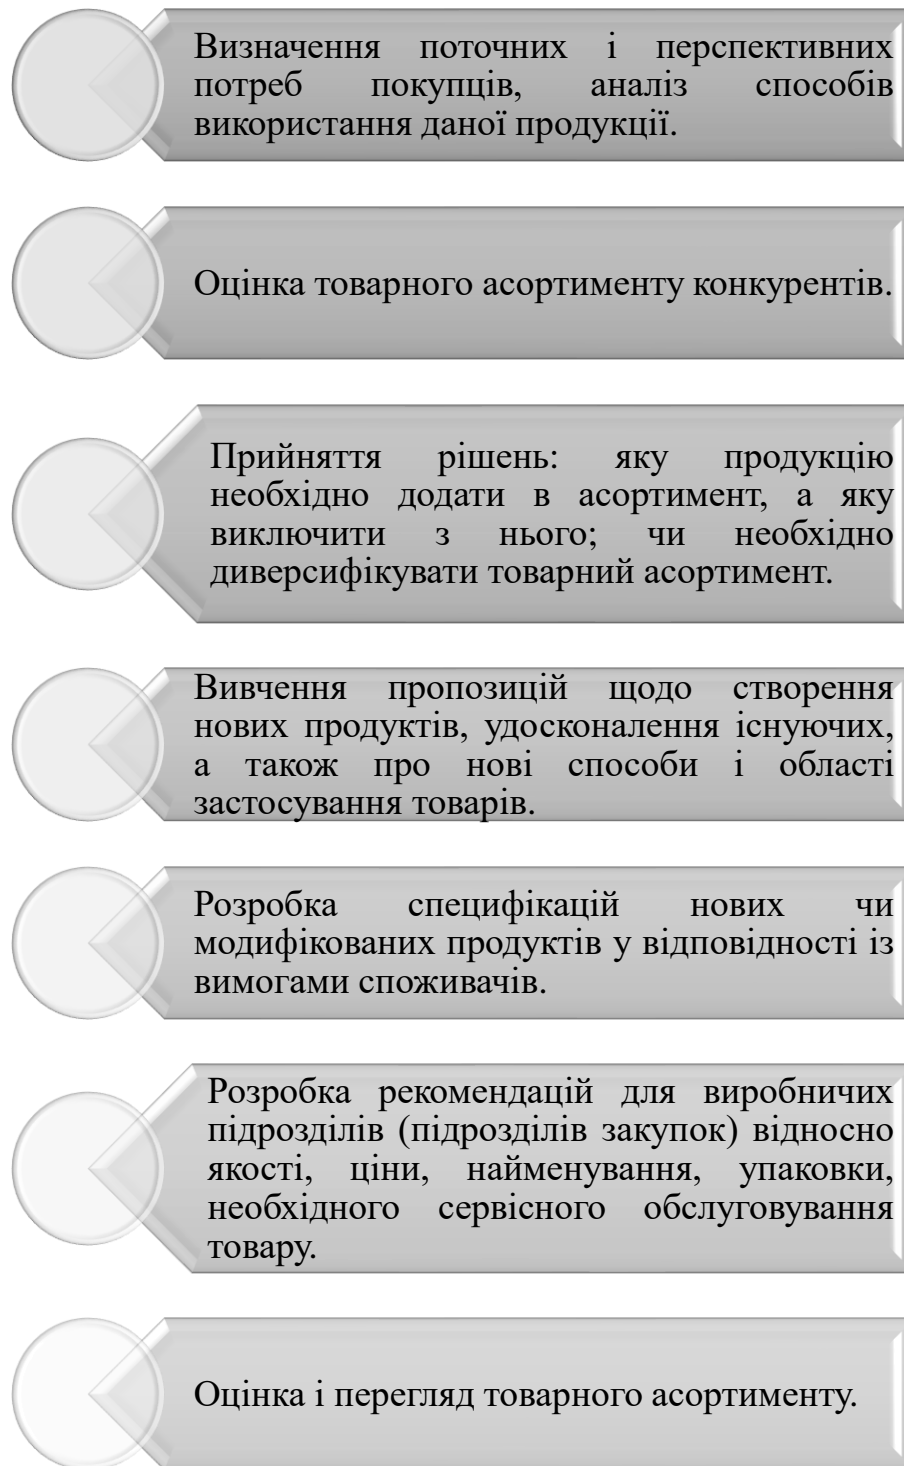 Визначення поточних і перспективних
потреб покупців, аналіз способів
використання даної продукції.
Оцінка товарного асортименту конкурентів.
Прийняття рішень: яку продукцію
необхідно додати в асортимент, а яку
виключити з нього; чи необхідно
диверсифікувати товарний асортимент.
Вивчення пропозицій щодо створення
нових продуктів, удосконалення існуючих,
а також про нові способи і області
застосування товарів.
Розробка специфікацій нових чи
модифікованих продуктів у відповідності із
вимогами споживачів.
Розробка рекомендацій для виробничих
підрозділів (підрозділів закупок) відносно
якості, ціни, найменування, упаковки,
необхідного сервісного обслуговування
товару.
Оцінка і перегляд товарного асортименту.